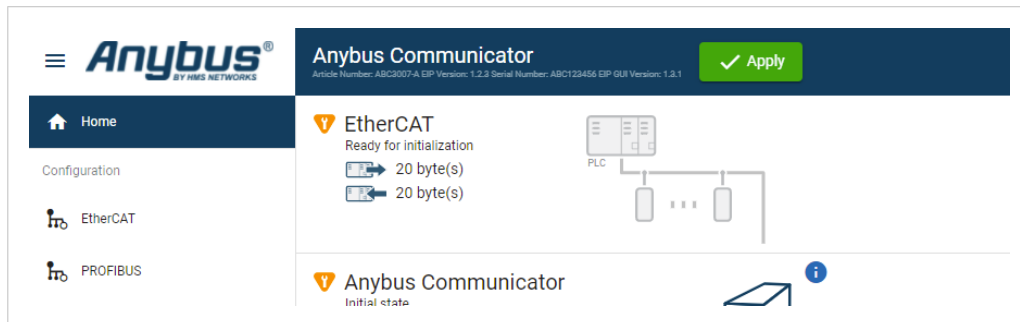 Anybus®
BY HMS NETWORKS
Anybus Communicator
Article Number: ABC3007-A EIP Version: 1.2.3 Serial Number: ABC123456 EIP GUI Version: 1.3.1
Apply
Home
Configuration
EtherCAT
PROFIBUS
EtherCAT
Ready for initialization
20 byte(s)
20 byte(s)
PLC
Anybus Communicator
Initial state